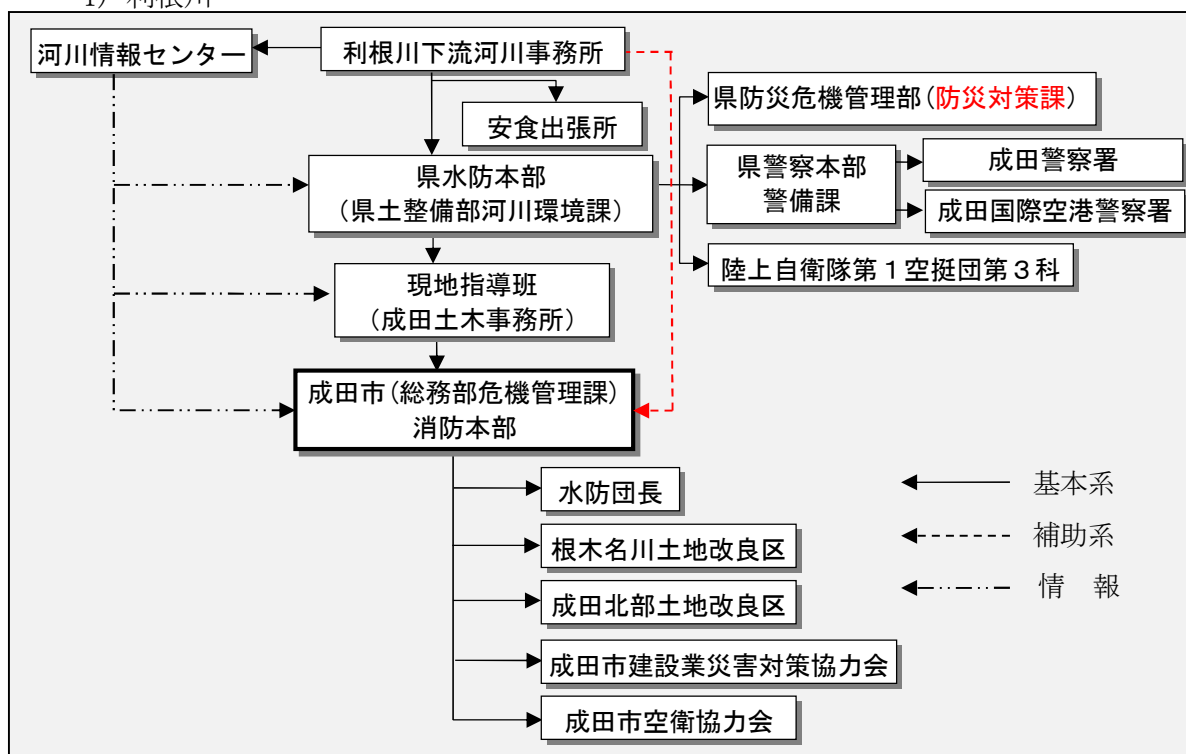 1) 利根川
河川情報センター
利根川下流河川事務所
安食出張所
県防災危機管理部(防災対策課)
県水防本部
(県土整備部河川環境課)
県警察本部
警備課
成田警察署
成田国際空港警察署
陸上自衛隊第1空挺団第3科
現地指導班
(成田土木事務所)
成田市(総務部危機管理課)
消防本部
水防団長
根木名川土地改良区
成田北部土地改良区
成田市建設業災害対策協力会
成田市空衛協力会
基本系
補助系
情 報